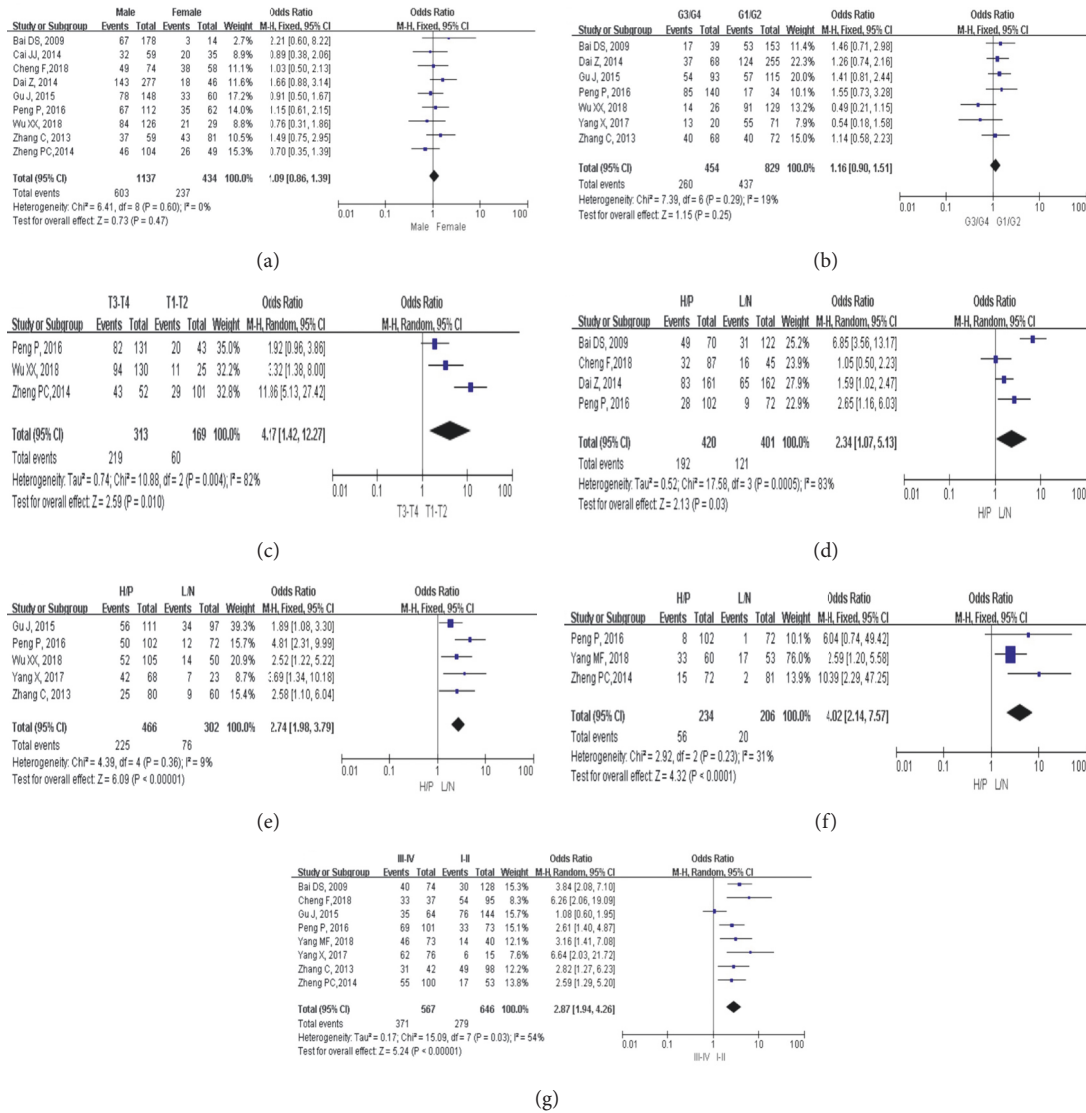 Male Female Odds Ratio Odds Ratio
Study or Subgroup Events Total Events Total Weight M-H, Fixed, 95% CI M-H, Fixed, 95% CI
Bai DS, 2009 67 178 3 14 2.7% 2.21 [0.60, 8.22]
Cai JJ, 2014 32 59 20 35 8.9% 0.89 [0.38, 2.06]
Cheng F,2018 49 74 38 58 11.0% 1.03 [0.50, 2.13]
Dai Z, 2014 143 277 18 46 11.4% 1.66 [0.88, 3.14]
Gu J, 2015 78 148 33 60 17.2% 0.91 [0.50, 1.67]
Peng P, 2016 67 112 35 62 14.0% 1.15 [0.61, 2.15]
Wu XX, 2018 84 126 21 29 8.9% 0.76 [0.31, 1.86]
Zhang C, 2013 37 59 43 81 10.5% 1.49 [0.75, 2.95]
Zheng PC,2014 46 104 26 49 15.3% 0.70 [0.35, 1.39]
Total (95% CI) 1137 434 100.0% 1.09 [0.86, 1.39]
Total events 603 237
Heterogeneity: Chi² = 6.41, df = 8 (P = 0.60); I² = 0%
Test for overall effect: Z = 0.73 (P = 0.47)
0.01 0.1 1 10 100
Male Female
(a)
G3/G4 G1/G2 Odds Ratio Odds Ratio
Study or Subgroup Events Total Events Total Weight M-H, Fixed, 95% CI M-H, Fixed, 95% CI
Bai DS, 2009 17 39 53 153 11.4% 1.46 [0.71, 2.98]
Dai Z, 2014 37 68 124 255 22.9% 1.26 [0.74, 2.16]
Gu J, 2015 54 93 57 115 22.9% 1.41 [0.81, 2.44]
Peng P, 2016 85 140 17 34 11.6% 1.55 [0.73, 3.28]
Wu XX, 2018 14 26 91 129 11.6% 0.49 [0.21, 1.15]
Yang X, 2017 13 20 55 71 7.9% 0.54 [0.18, 1.58]
Zhang C, 2013 40 68 40 72 16.7% 1.14 [0.58, 2.23]
Total (95% CI) 454 829 100.0% 1.16 [0.90, 1.51]
Total events 260 437
Heterogeneity: Chi² = 7.39, df = 6 (P = 0.29); I² = 19%
Test for overall effect: Z = 1.15 (P = 0.25)
0.01 0.1 1 10 100
G3/G4 G1/G2
(b)
T3-T4 T1-T2 Odds Ratio Odds Ratio
Study or Subgroup Events Total Events Total Weight M-H, Random, 95% CI M-H, Random, 95% CI
Peng P, 2016 82 131 20 43 35.0% 1.92 [0.96, 3.86]
Wu XX, 2018 94 130 11 25 32.2% 3.32 [1.38, 8.00]
Zheng PC,2014 43 52 29 101 32.8% 11.86 [5.13, 27.42]
Total (95% CI) 313 169 100.0% 4.17 [1.42, 12.27]
Total events 219 60
Heterogeneity: Tau² = 0.74; Chi² = 10.88, df = 2 (P = 0.004); I² = 82%
Test for overall effect: Z = 2.59 (P = 0.010)
0.01 0.1 1 10 100
T3-T4 T1-T2
(c)
H/P L/N Odds Ratio Odds Ratio
Study or Subgroup Events Total Events Total Weight M-H, Random, 95% CI M-H, Random, 95% CI
Bai DS, 2009 49 70 31 122 25.2% 6.85 [3.56, 13.17]
Cheng F,2018 32 87 16 45 24.0% 1.05 [0.50, 2.23]
Dai Z, 2014 83 161 65 162 27.9% 1.59 [1.02, 2.47]
Peng P, 2016 28 102 9 72 22.9% 2.65 [1.16, 6.03]
Total (95% CI) 420 401 100.0% 2.34 [1.07, 5.13]
Total events 192 121
Heterogeneity: Tau² = 0.52; Chi² = 17.58, df = 3 (P = 0.0005); I² = 83%
Test for overall effect: Z = 2.13 (P = 0.03)
0.01 0.1 1 10 100
H/P L/N
(d)
H/P L/N Odds Ratio Odds Ratio
Study or Subgroup Events Total Events Total Weight M-H, Fixed, 95% CI M-H, Fixed, 95% CI
Gu J, 2015 56 111 34 97 39.3% 1.89 [1.08, 3.30]
Peng P, 2016 50 102 12 72 15.7% 4.81 [2.31, 9.99]
Wu XX, 2018 52 105 14 50 20.9% 2.52 [1.22, 5.22]
Yang X, 2017 42 68 7 23 8.7% 3.69 [1.34, 10.18]
Zhang C, 2013 25 80 9 60 15.4% 2.58 [1.10, 6.04]
Total (95% CI) 466 302 100.0% 2.74 [1.98, 3.79]
Total events 225 76
Heterogeneity: Chi² = 4.39, df = 4 (P = 0.36); I² = 9%
Test for overall effect: Z = 6.09 (P < 0.00001)
0.01 0.1 1 10 100
H/P L/N
(e)
H/P L/N Odds Ratio Odds Ratio
Study or Subgroup Events Total Events Total Weight M-H, Fixed, 95% CI M-H, Fixed, 95% CI
Peng P, 2016 8 102 1 72 10.1% 6.04 [0.74, 49.42]
Yang MF, 2018 33 60 17 53 76.0% 2.59 [1.20, 5.58]
Zheng PC,2014 15 72 2 81 13.9% 10.39 [2.29, 47.25]
Total (95% CI) 234 206 100.0% 4.02 [2.14, 7.57]
Total events 56 20
Heterogeneity: Chi² = 2.92, df = 2 (P = 0.23); I² = 31%
Test for overall effect: Z = 4.32 (P < 0.0001)
0.01 0.1 1 10 100
H/P L/N
(f)
III-IV I-II Odds Ratio Odds Ratio
Study or Subgroup Events Total Events Total Weight M-H, Random, 95% CI M-H, Random, 95% CI
Bai DS, 2009 40 74 30 128 15.3% 3.84 [2.08, 7.10]
Cheng F,2018 33 37 54 95 8.3% 6.26 [2.06, 19.09]
Gu J, 2015 35 64 76 144 15.7% 1.08 [0.60, 1.95]
Peng P, 2016 69 101 33 73 15.1% 2.61 [1.40, 4.87]
Yang MF, 2018 46 73 14 40 12.1% 3.16 [1.41, 7.08]
Yang X, 2017 62 76 6 15 7.6% 6.64 [2.03, 21.72]
Zhang C, 2013 31 42 49 98 12.2% 2.82 [1.27, 6.23]
Zheng PC,2014 55 100 17 53 13.8% 2.59 [1.29, 5.20]
Total (95% CI) 567 646 100.0% 2.87 [1.94, 4.26]
Total events 371 279
Heterogeneity: Tau² = 0.17; Chi² = 15.09, df = 7 (P = 0.03); I² = 54%
Test for overall effect: Z = 5.24 (P < 0.00001)
0.01 0.1 1 10 100
III-IV I-II
(g)